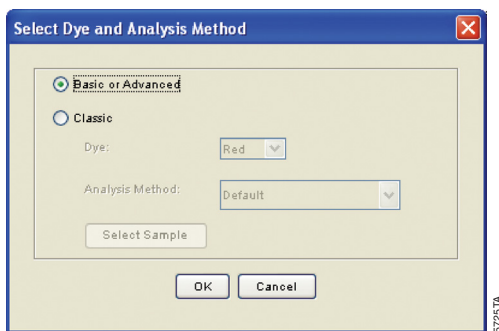 Select Dye and Analysis Method
Basic or Advanced
Classic
Dye: Red
Analysis Method: Default
Select Sample
OK Cancel